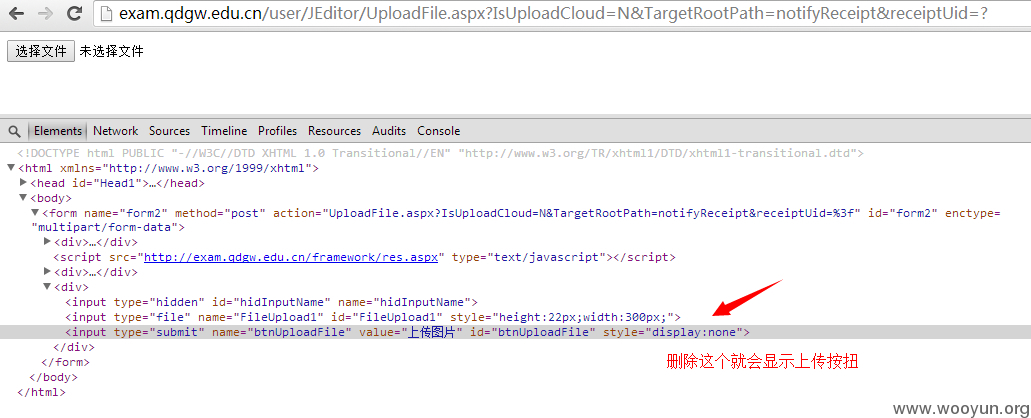 exam.qdgw.edu.cn/user/JEditor/UploadFile.aspx?IsUploadCloud=N&TargetRootPath=notifyReceipt&receiptUid=?
选择文件 未选择文件
Elements Network Sources Timeline Profiles Resources Audits Console
<!DOCTYPE html PUBLIC "-//W3C//DTD XHTML 1.0 Transitional//EN" "http://www.w3.org/TR/xhtml1/DTD/xhtml1-transitional.dtd">
▼<html xmlns="http://www.w3.org/1999/xhtml">
▶<head id="Head1">…</head>
▼<body>
▼<form name="form2" method="post" action="UploadFile.aspx?IsUploadCloud=N&TargetRootPath=notifyReceipt&receiptUid=%3f" id="form2" enctype=
"multipart/form-data">
▶<div>…</div>
<script src="http://exam.qdgw.edu.cn/framework/res.aspx" type="text/javascript"></script>
▶<div>…</div>
▼<div>
<input type="hidden" id="hidInputName" name="hidInputName">
<input type="file" name="FileUpload1" id="FileUpload1" style="height:22px;width:300px;">
<input type="submit" name="btnUploadFile" value="上传图片" id="btnUploadFile" style="display:none">
</div>
</form>
删除这个就会显示上传按扭
</body>
</html>
www.wooyun.org